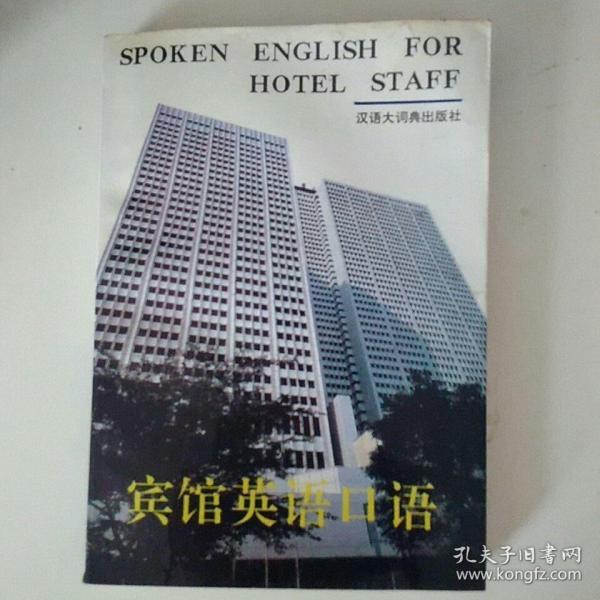 SPOKEN ENGLISH FOR
HOTEL STAFF
汉语大词典出版社
宾馆英语口语
孔夫子旧书网
www.kongfz.com